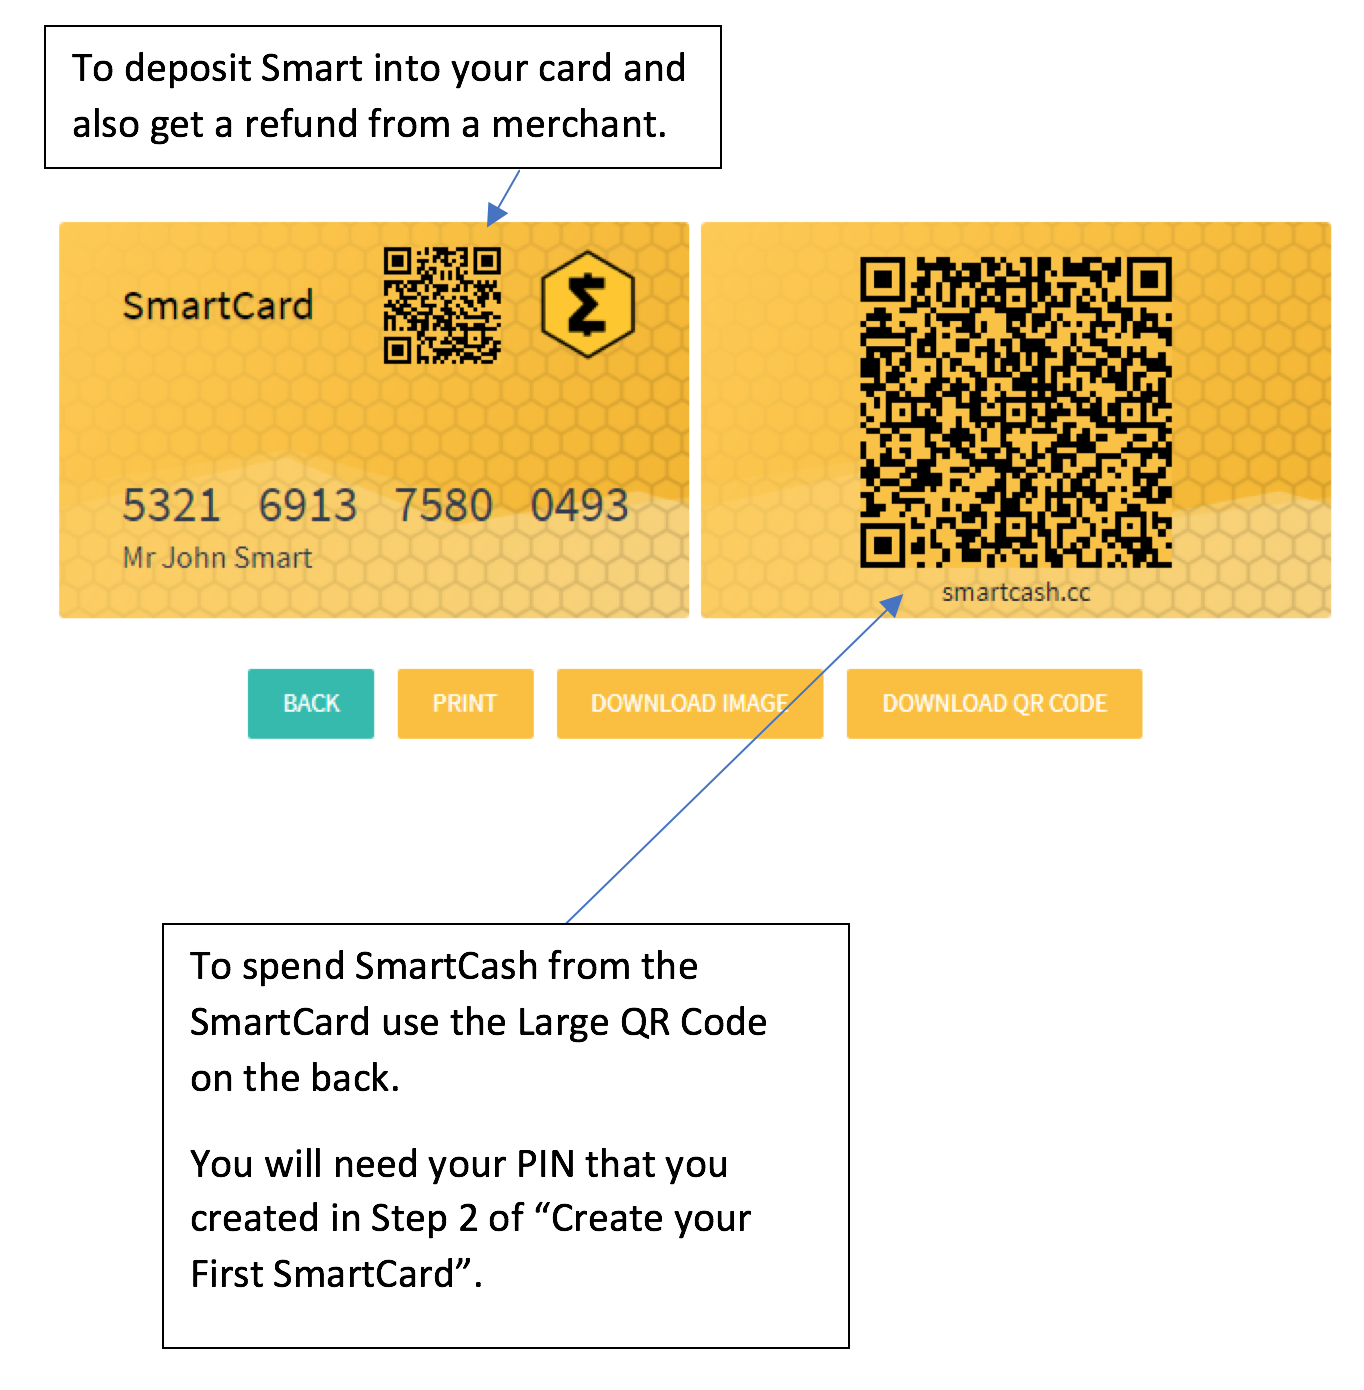 To deposit Smart into your card and
also get a refund from a merchant.
SmartCard
5321 6913 7580 0493
Mr John Smart
smartcash.cc
BACK
PRINT
DOWNLOAD IMAGE
DOWNLOAD QR CODE
To spend SmartCash from the
SmartCard use the Large QR Code
on the back.
You will need your PIN that you
created in Step 2 of “Create your
First SmartCard”.